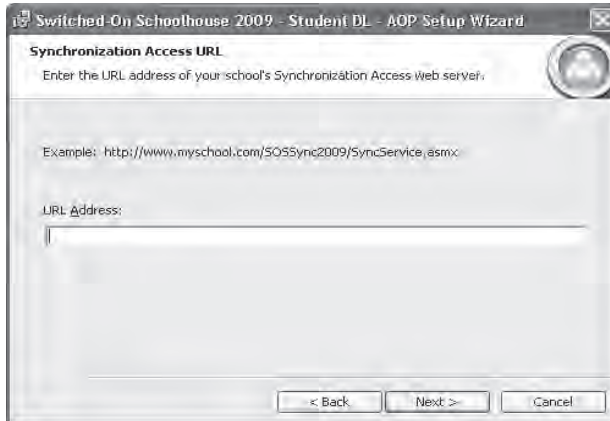 Switched-On Schoolhouse 2009 - Student DL - AOP Setup Wizard
Synchronization Access URL
Enter the URL address of your school's Synchronization Access web server.
Example: http://www.myschool.com/SOSSync2009/SyncService.asmx
URL Address:
< Back
Next >
Cancel